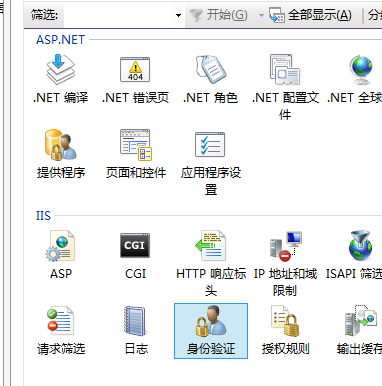 筛选:
开始(G)
全部显示(A)
ASP.NET
.NET 编译
.NET 错误页
.NET 角色
.NET 配置文
件
.NET 全球
提供程序
页面和控件
应用程序设
置
IIS
ASP
CGI
HTTP 响应标
头
IP 地址和域
限制
ISAPI 筛选
请求筛选
日志
身份验证
授权规则
输出缓存
404
CGI